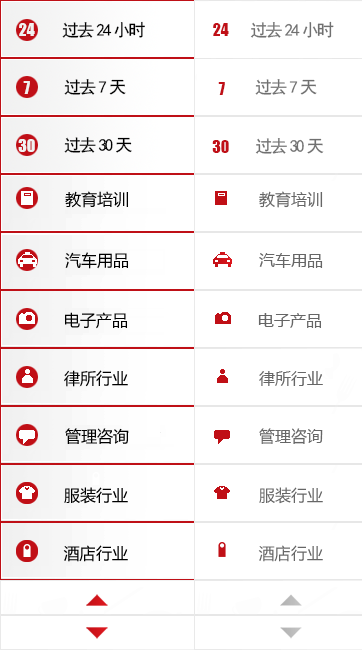 24 过去 24 小时 24 过去 24 小时
7 过去 7 天 7 过去 7 天
30 过去 30 天 30 过去 30 天
教育培训 教育培训
汽车用品 汽车用品
电子产品 电子产品
律所行业 律所行业
管理咨询 管理咨询
服装行业 服装行业
酒店行业 酒店行业